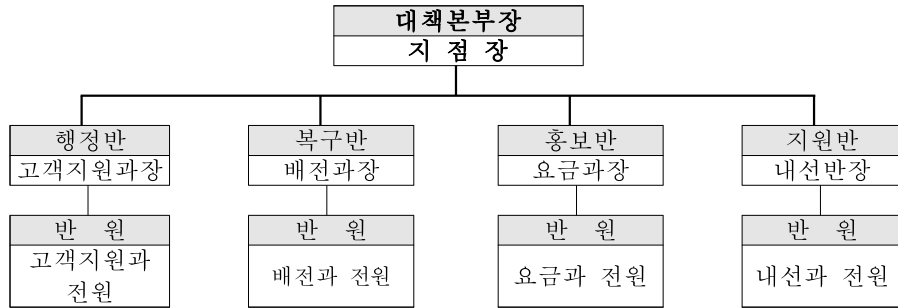 대책본부장
지 점 장
행정반
고객지원과장
복구반
배전과장
홍보반
요금과장
지원반
내선반장
반 원
고객지원과
전원
반 원
배전과 전원
반 원
요금과 전원
반 원
내선과 전원